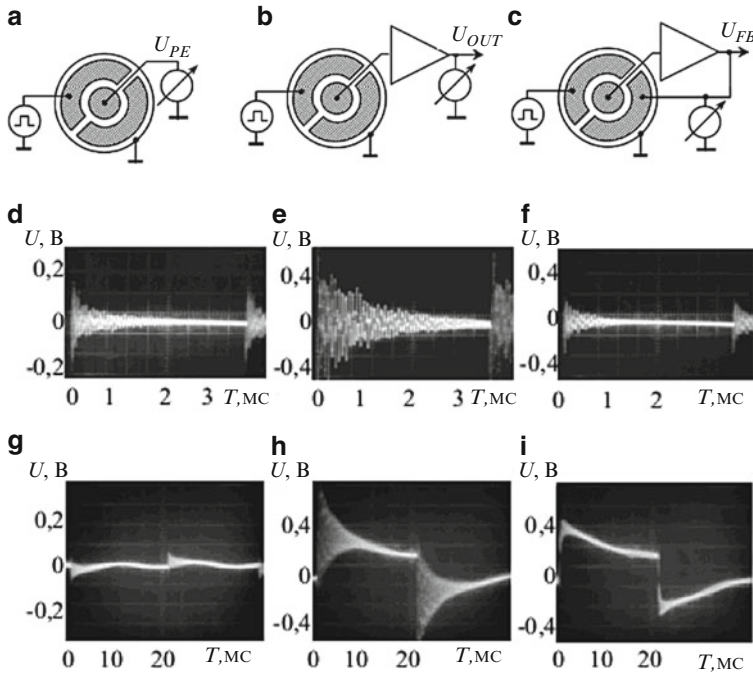 a
b
c
U_PE
U_OUT
U_FE
d
e
f
U, В
U, В
U, В
0,2
0
-0,2
0 1 2 3 T,мс
0,4
0
-0,4
0 1 2 3 T,мс
0,4
0
-0,4
0 1 2 T,мс
g
h
i
U, В
U, В
U, В
0,2
0
-0,2
0 10 20 T,мс
0,4
0
-0,4
0 10 20 T,мс
0,4
0
-0,4
0 10 20 T,мс